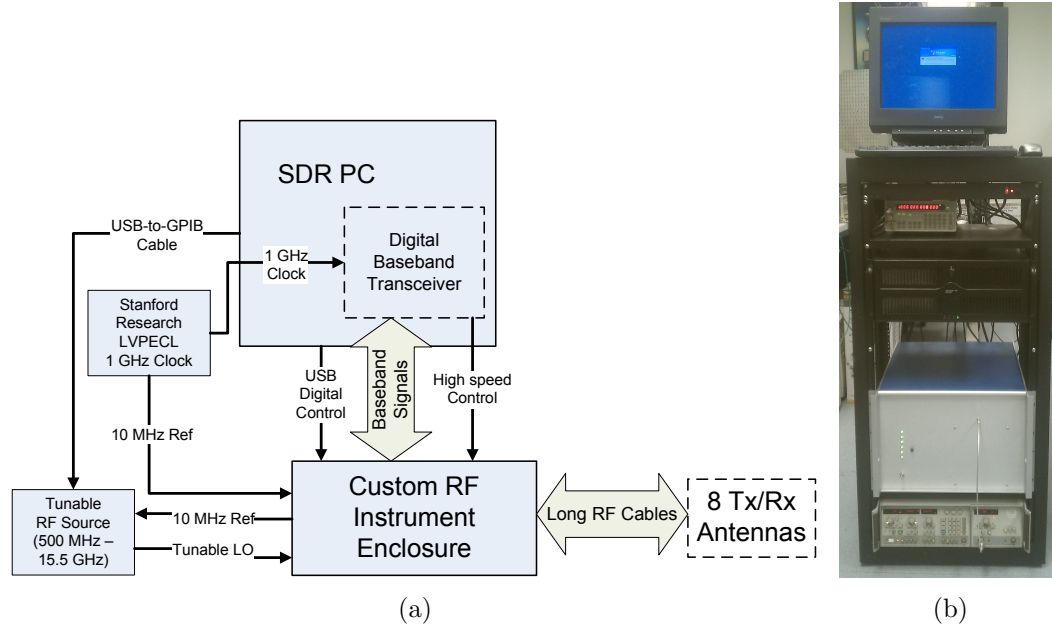 SDR PC
Digital
Baseband
Transceiver
USB-to-GPIB
Cable
1 GHz
Clock
Stanford
Research
LVPECL
1 GHz Clock
USB
Digital
Control
Baseband
Signals
High speed
Control
10 MHz Ref
Tunable
RF Source
(500 MHz –
15.5 GHz)
10 MHz Ref
Tunable LO
Custom RF
Instrument
Enclosure
Long RF Cables
8 Tx/Rx
Antennas
(a)
(b)